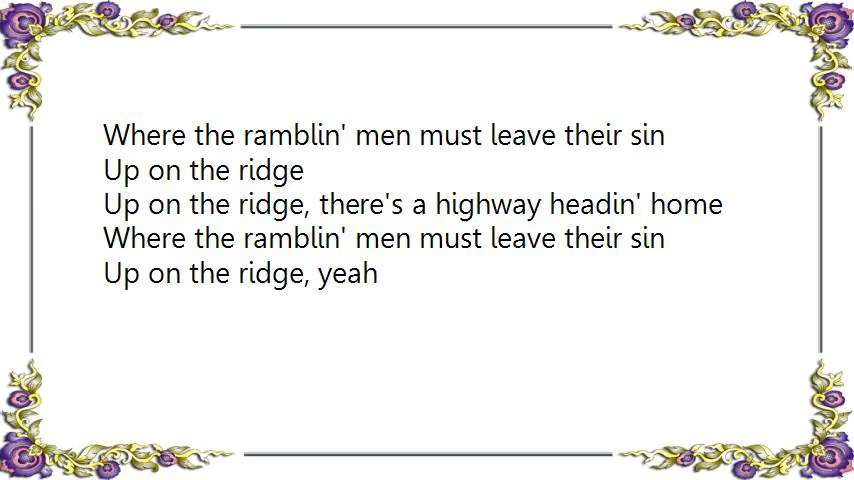 Where the ramblin' men must leave their sin
Up on the ridge
Up on the ridge, there's a highway headin' home
Where the ramblin' men must leave their sin
Up on the ridge, yeah